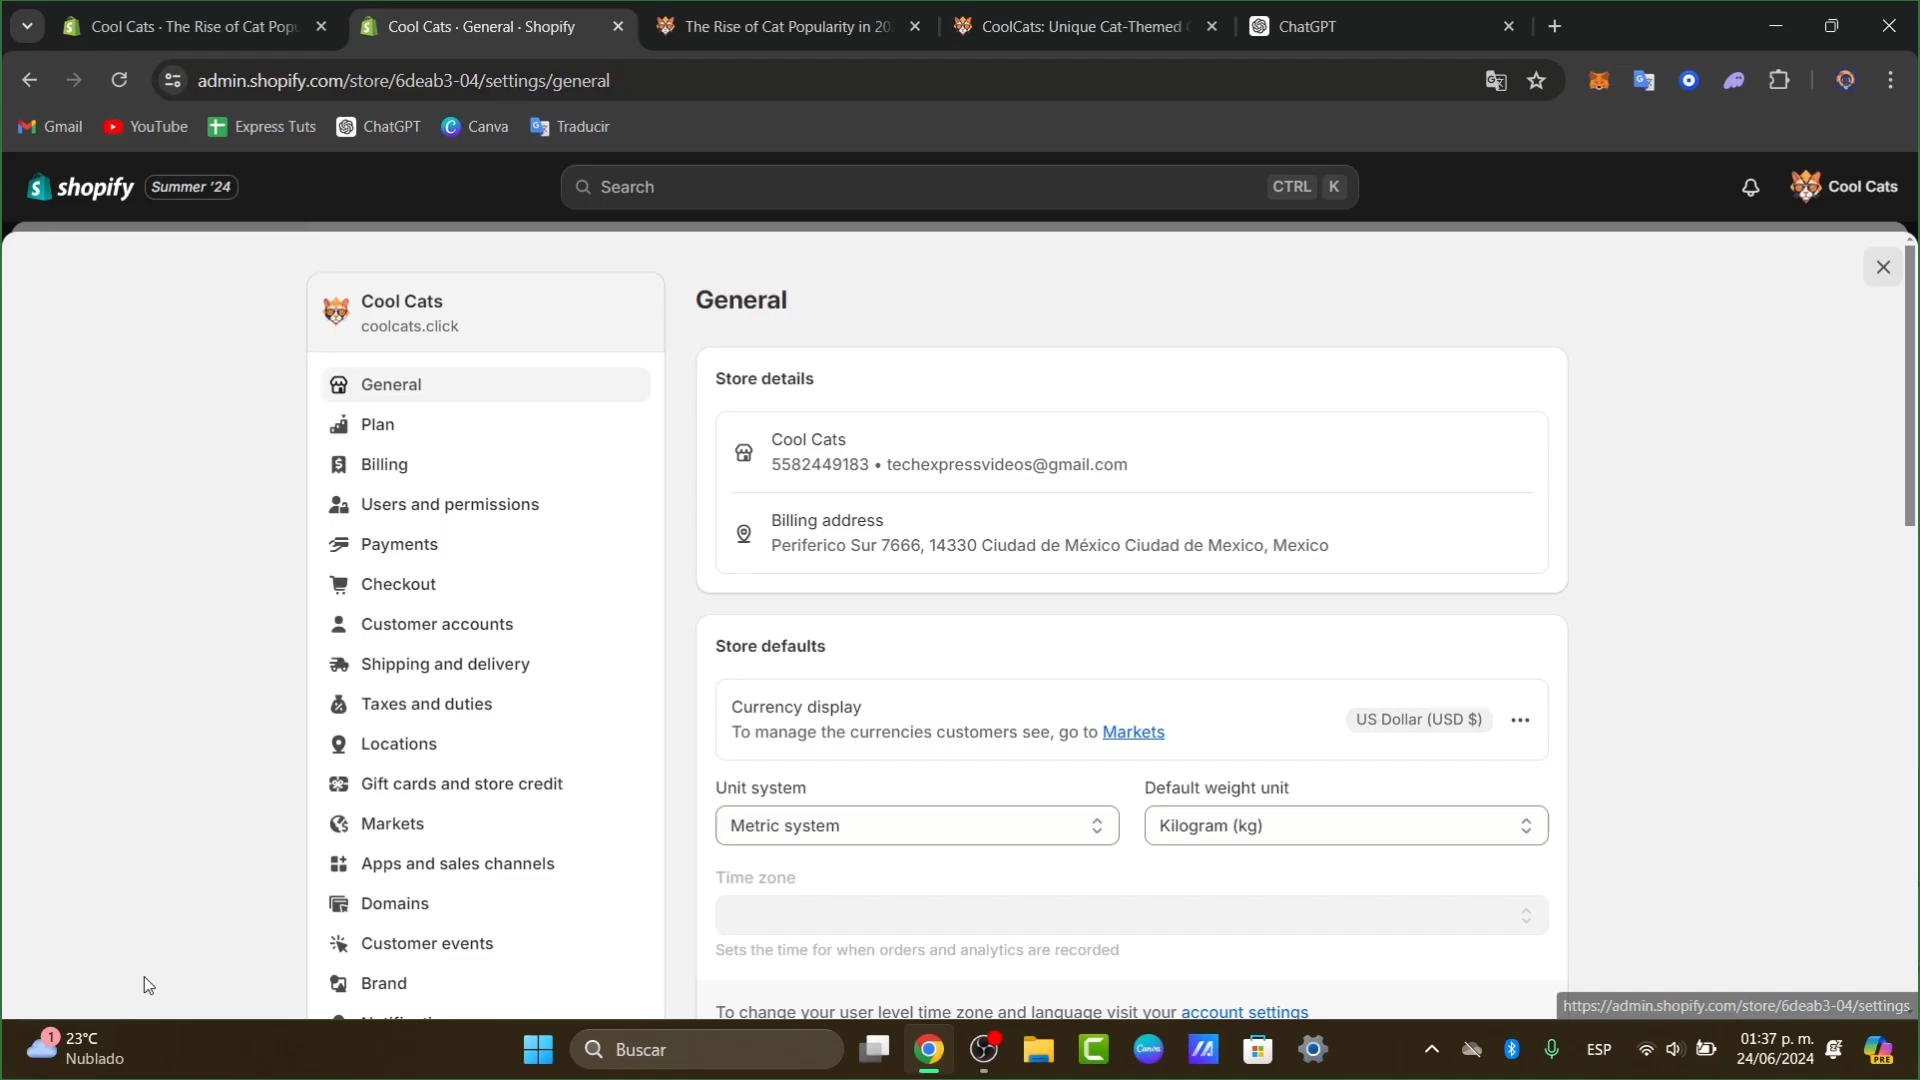 Cool Cats · The Rise of Cat Popu
Cool Cats · General · Shopify
The Rise of Cat Popularity in 20
CoolCats: Unique Cat-Themed
ChatGPT
admin.shopify.com/store/6deab3-04/settings/general
Gmail
YouTube
Express Tuts
ChatGPT
Canva
Traducir
shopify
Summer '24
Search
CTRL K
Cool Cats
Cool Cats
coolcats.click
General
Plan
Billing
Users and permissions
Payments
Checkout
Customer accounts
Shipping and delivery
Taxes and duties
Locations
Gift cards and store credit
Markets
Apps and sales channels
Domains
Customer events
Brand
General
Store details
Cool Cats
5582449183 • techexpressvideos@gmail.com
Billing address
Periferico Sur 7666, 14330 Ciudad de México Ciudad de Mexico, Mexico
Store defaults
Currency display
To manage the currencies customers see, go to Markets
US Dollar (USD $)
Unit system
Default weight unit
Metric system
Kilogram (kg)
Time zone
Sets the time for when orders and analytics are recorded
To change your user level time zone and language visit your account settings
https://admin.shopify.com/store/6deab3-04/settings
1
23°C
Nublado
Buscar
Canva
ESP
01:37 p. m.
24/06/2024
PRE